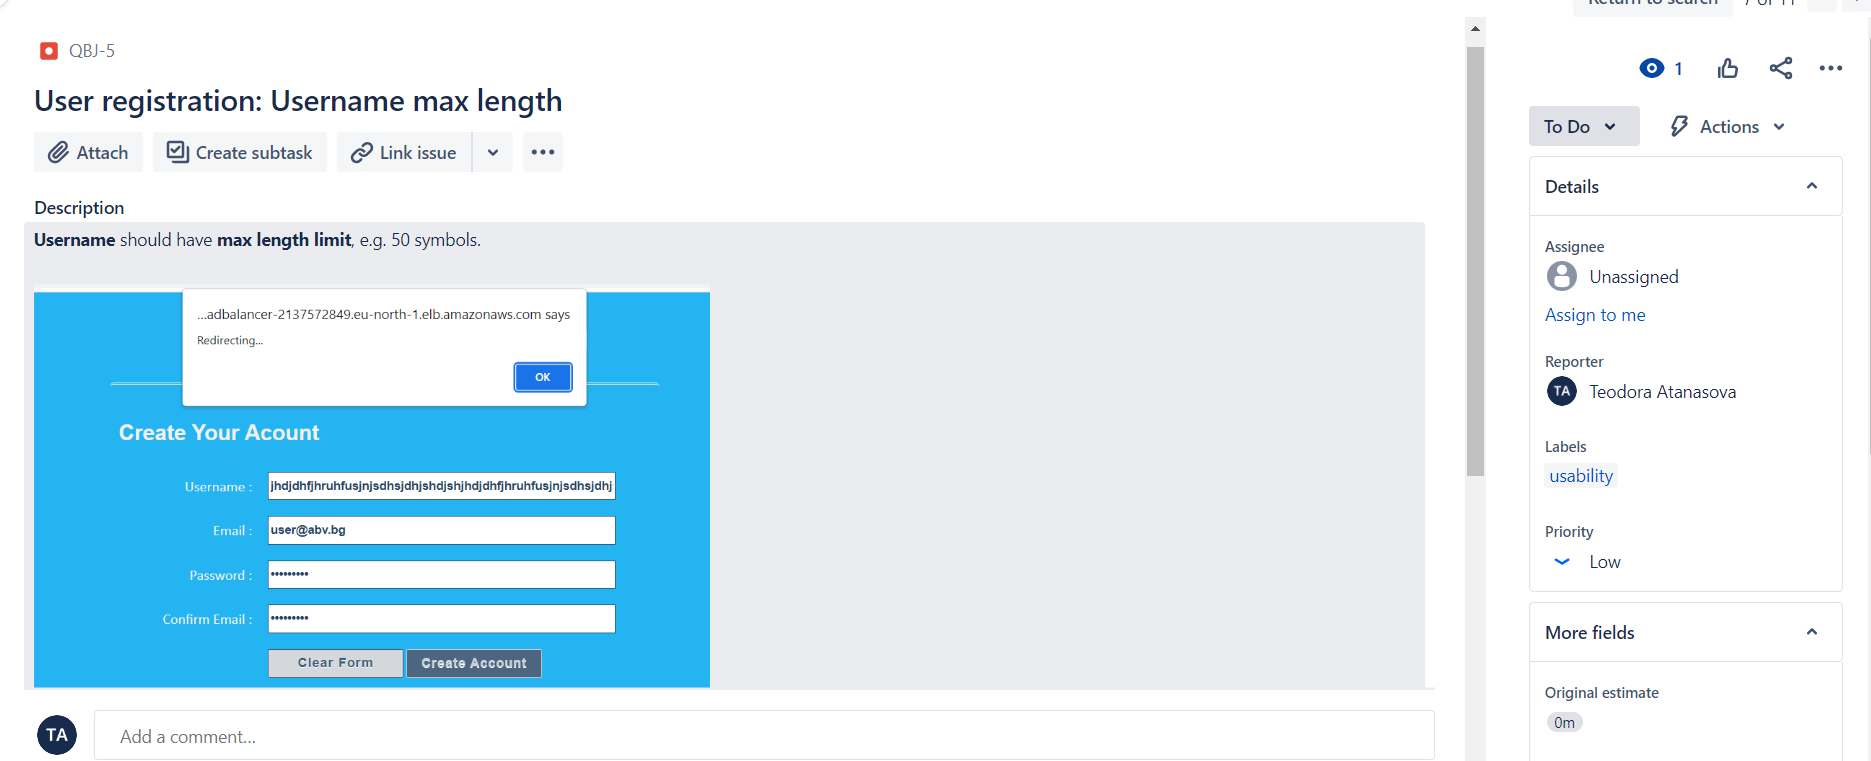 QBJ-5
User registration: Username max length
Attach
Create subtask
Link issue
Description
Username should have max length limit, e.g. 50 symbols.
...adbalancer-2137572849.eu-north-1.elb.amazonaws.com says
Redirecting...
OK
Create Your Acount
Username : jhdjdhfjhruhfusjnjsdhsjdhjshdjshjhdjdhfjhruhfusjnjsdhsjdhj
Email : user@abv.bg
Password : •••••••••
Confirm Email : •••••••••
Clear Form Create Account
TA Add a comment...
1
To Do
Actions
Details
Assignee
Unassigned
Assign to me
Reporter
TA Teodora Atanasova
Labels
usability
Priority
Low
More fields
Original estimate
0m